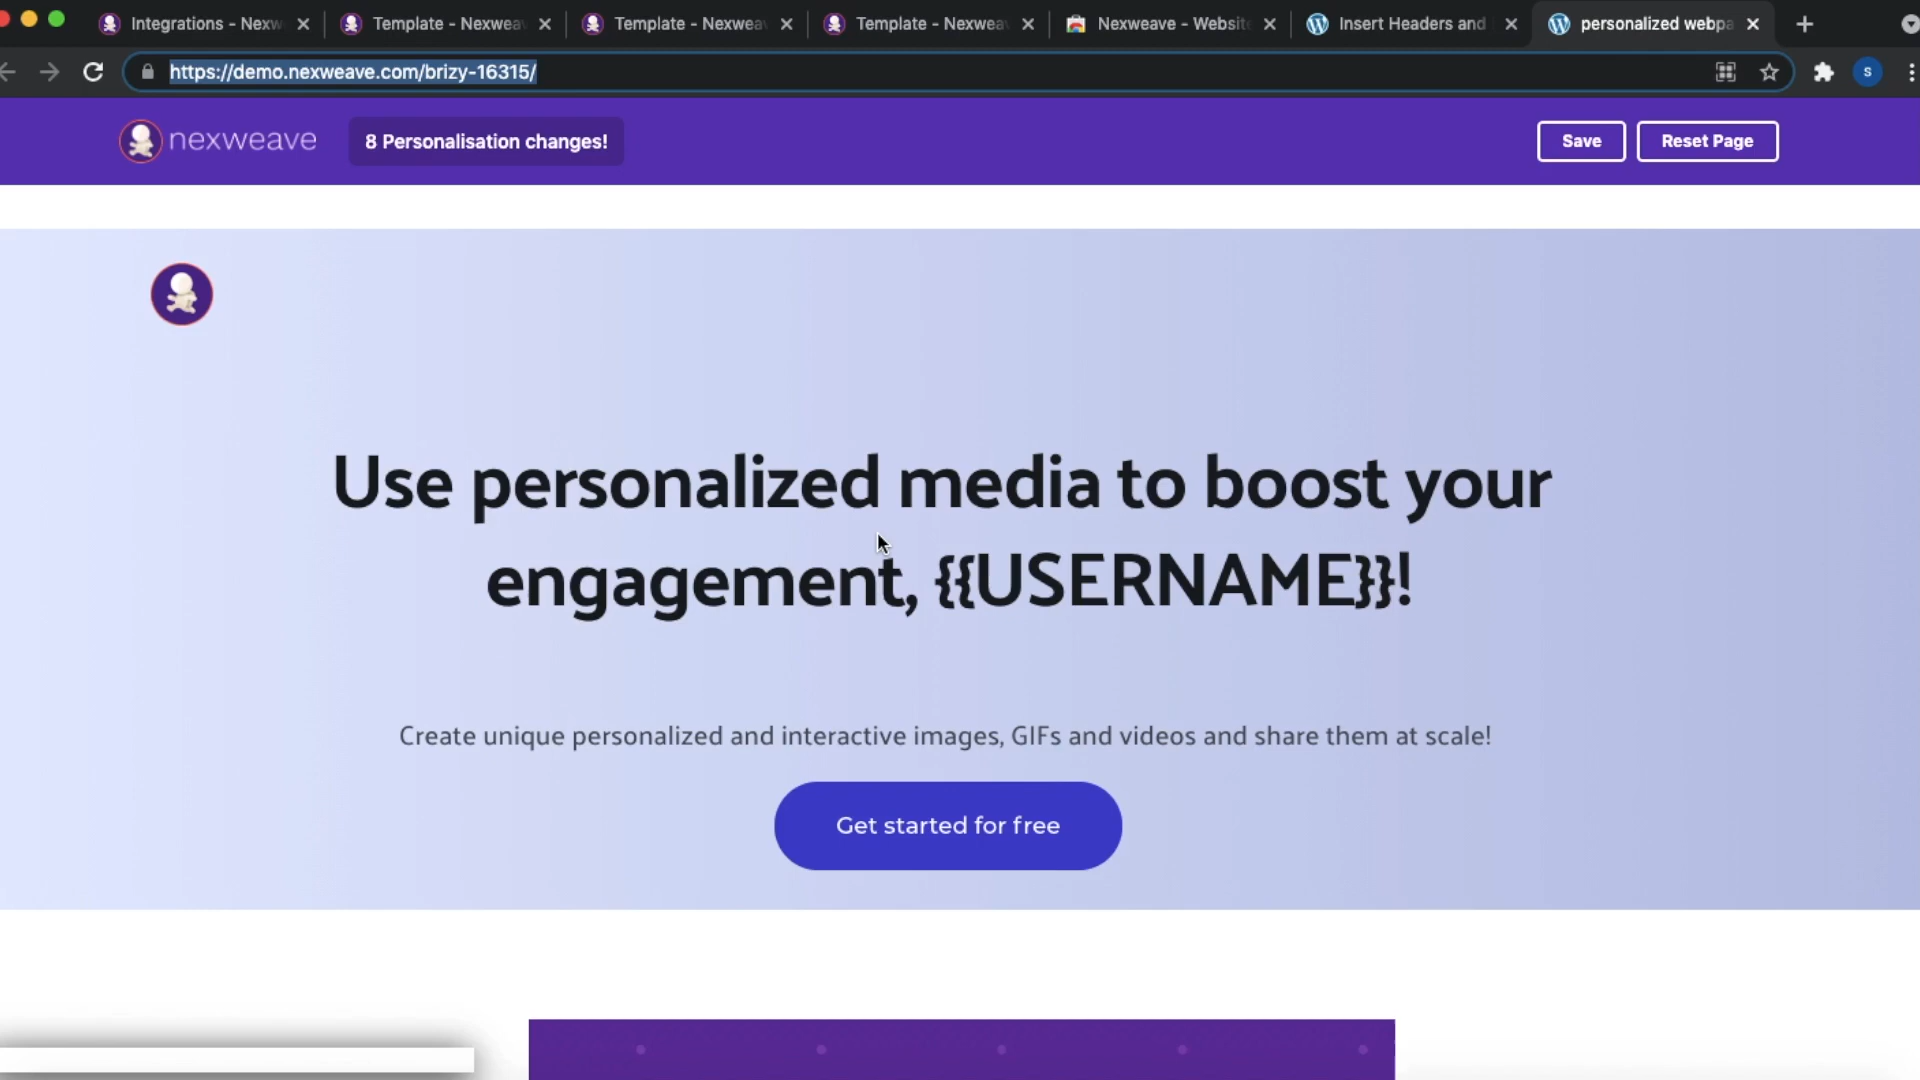 Integrations - Nexw
Template - Nexwea
Template - Nexwea
Template - Nexwea
Nexweave - Website
Insert Headers and
personalized webpa
https://demo.nexweave.com/brizy-16315/
S
nexweave
8 Personalisation changes!
Save
Reset Page
Use personalized media to boost your
engagement, {{USERNAME}}!
Create unique personalized and interactive images, GIFs and videos and share them at scale!
Get started for free